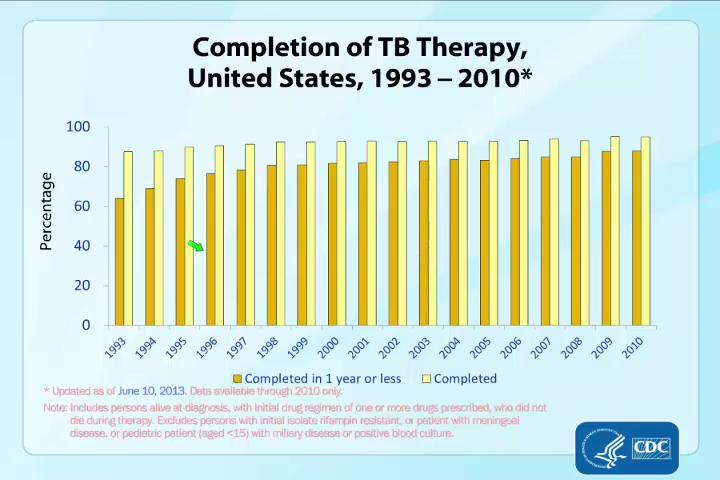 Completion of TB Therapy,
United States, 1993 – 2010*
Percentage
100
80
60
40
20
0
1993 1994 1995 1996 1997 1998 1999 2000 2001 2002 2003 2004 2005 2006 2007 2008 2009 2010
Completed in 1 year or less Completed
* Updated as of June 10, 2013. Data available through 2010 only.
Note: Includes persons alive at diagnosis, with initial drug regimen of one or more drugs prescribed, who did not
die during therapy. Excludes persons with initial isolate rifampin resistant, or patient with meningeal
disease, or pediatric patient (aged <15) with miliary disease or positive blood culture.
CDC